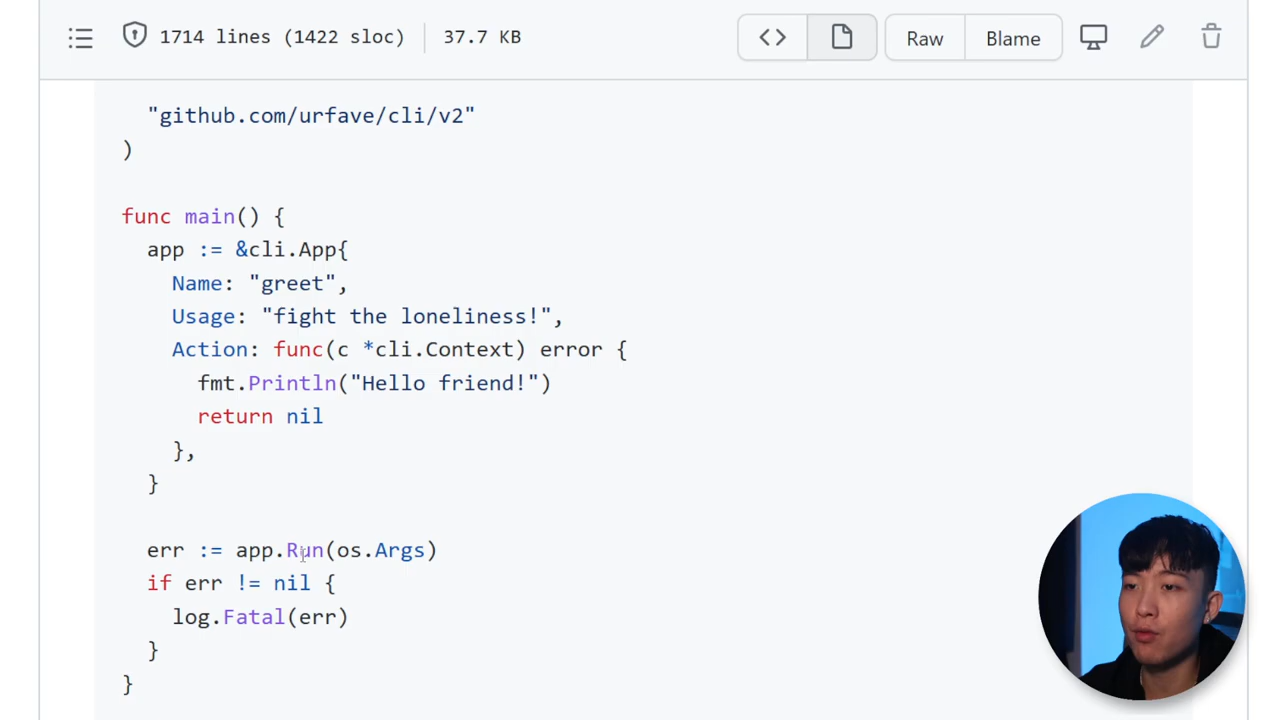 1714 lines (1422 sloc) 37.7 KB Raw Blame
"github.com/urfave/cli/v2"
)
func main() {
app := &cli.App{
Name: "greet",
Usage: "fight the loneliness!",
Action: func(c *cli.Context) error {
fmt.Println("Hello friend!")
return nil
},
}
err := app.Run(os.Args)
if err != nil {
log.Fatal(err)
}
}